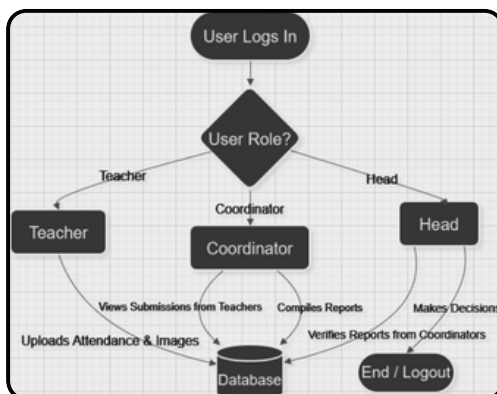 User Logs In
User Role?
Teacher
Head
Coordinator
Teacher
Coordinator
Head
Views Submissions from Teachers
Compiles Reports
Makes Decisions
Uploads Attendance & Images
Verifies Reports from Coordinators
Database
End / Logout